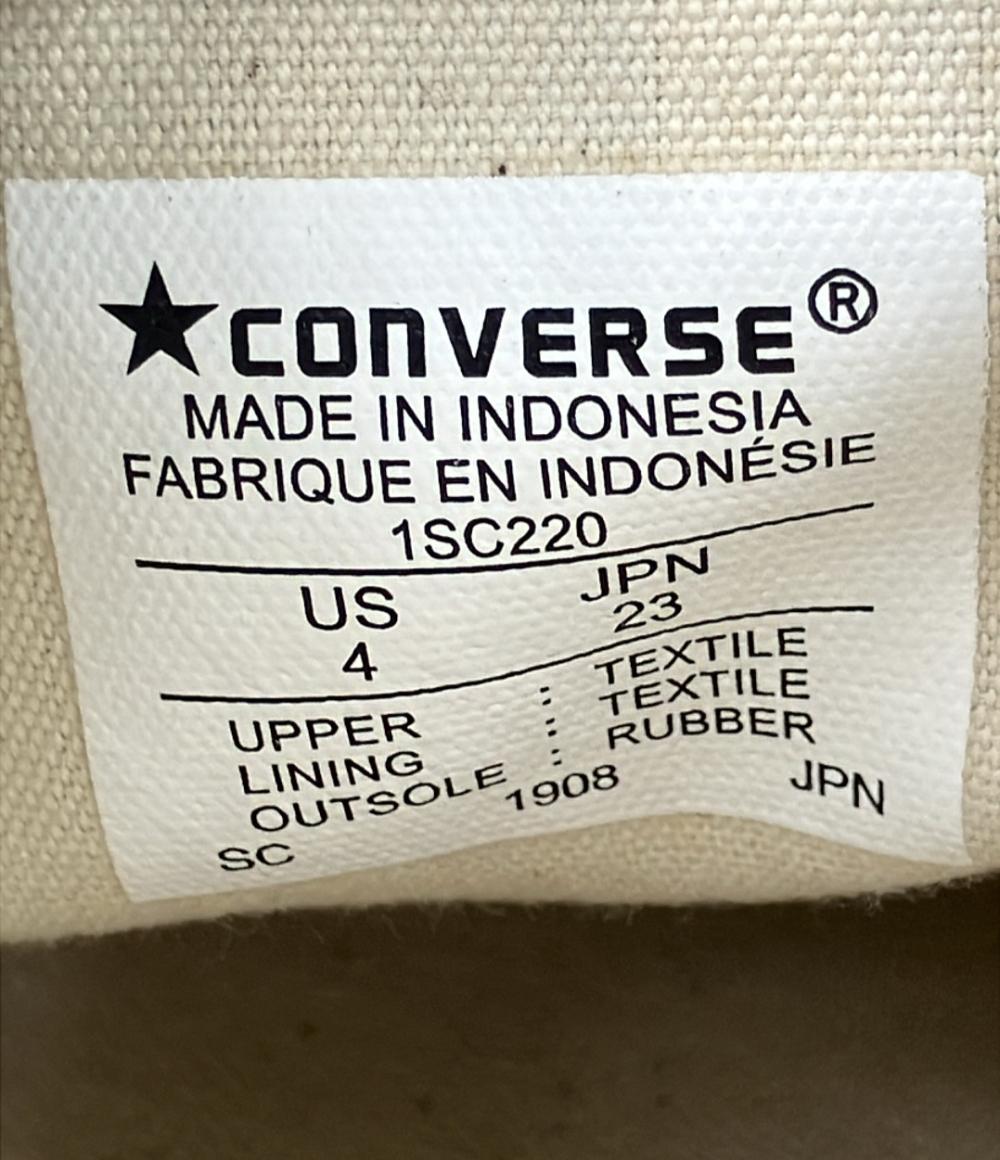 ★CONVERSE®
MADE IN INDONESIA
FABRIQUE EN INDONÉSIE
1SC220
US JPN
4 23
UPPER : TEXTILE
LINING : TEXTILE
OUTSOLE : RUBBER
SC 1908 JPN